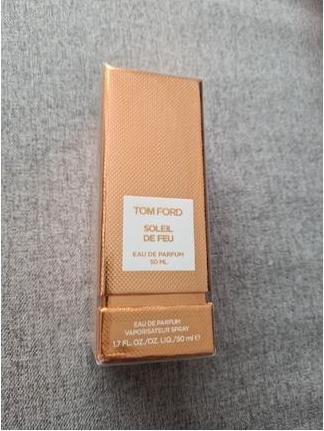 TOM FORD
SOLEIL
DE FEU
EAU DE PARFUM
50 ML
EAU DE PARFUM
VAPORISATEUR SPRAY
1.7 FL. OZ./OZ. LIQ./50 ml ℮